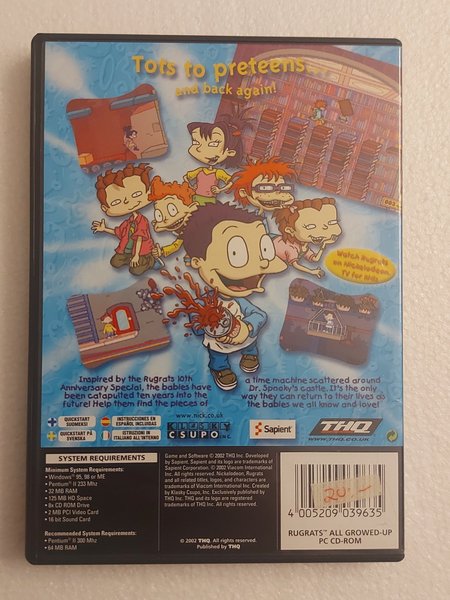 Tots to preteens...
and back again!
Watch Rugrats
on Nickelodeon
TV for Kids
Inspired by the Rugrats 10th
Anniversary Special, the babies have
been catapulted ten years into the
future! Help them find the pieces of
a time machine scattered around
Dr. Spooky's castle. It's the only
way they can return to their lives as
the babies we all know and love!
www.nick.co.uk
QUICKSTART
SUOMEKSI
INSTRUCCIONES EN
ESPAÑOL INCLUIDAS
QUICKSTART PÅ
SVENSKA
ISTRUZIONI IN
ITALIANO ALL'INTERNO
KLASKY
CSUPO INC.
Sapient
THQ
WWW.THQ.CO.UK
SYSTEM REQUIREMENTS
Minimum System Requirements:
• Windows® 95, 98 or ME
• Pentium® II 233 Mhz
• 32 MB RAM
• 125 MB HD Space
• 8x CD ROM Drive
• 2 MB PCI Video Card
• 16 bit Sound Card
Recommended System Requirements:
• Pentium® II 300 Mhz
• 64 MB RAM
Game and Software © 2002 THQ Inc. Developed
by Sapient. Sapient and its logo are trademarks of
Sapient Corporation. © 2002 Viacom International
Inc. All rights reserved. Nickelodeon, Rugrats
and all related titles, logos, and characters are
trademarks of Viacom International Inc. Created
by Klasky Csupo, Inc. Exclusively published by
THQ Inc. THQ and its logo are registered
trademarks of THQ Inc. All rights reserved.
© 2002 THQ. All rights reserved.
Published by THQ
20,-
4 005209 039635
RUGRATS™ ALL GROWED-UP
PC CD-ROM